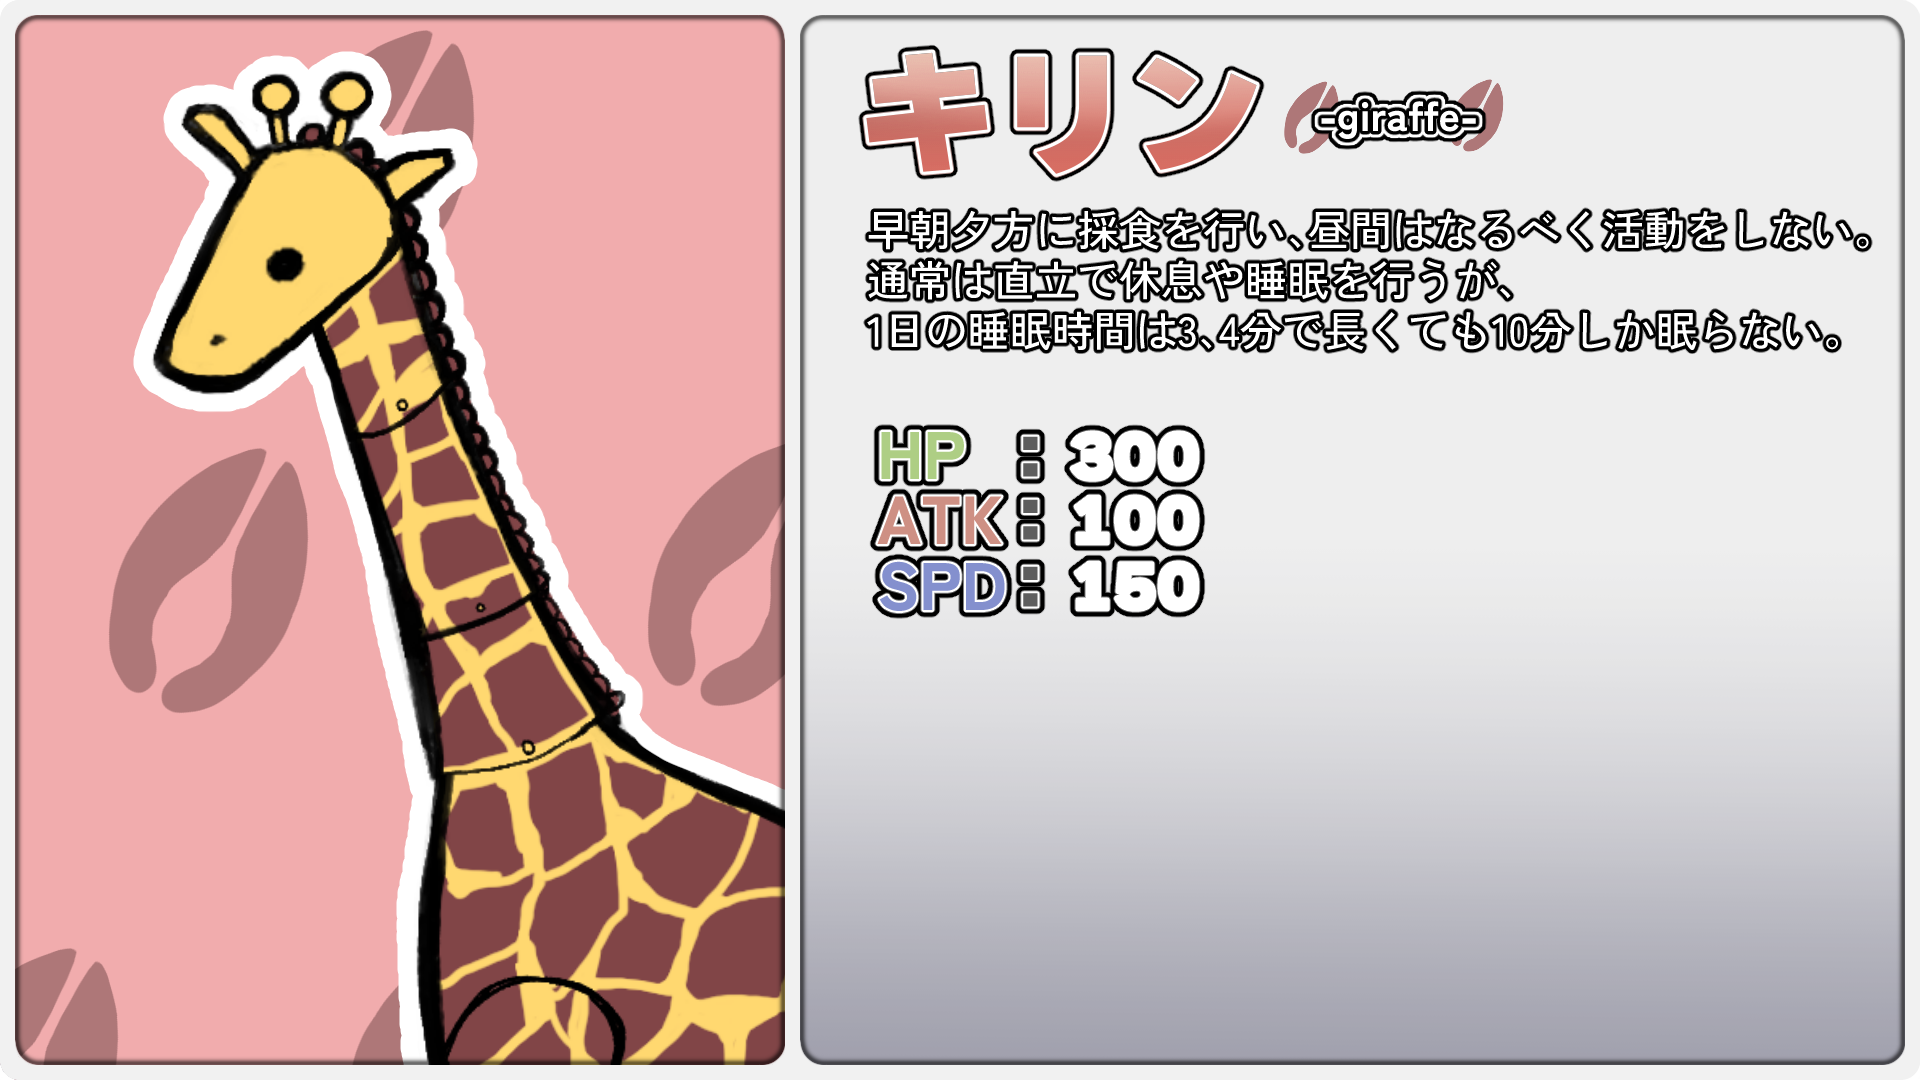 キリン
-giraffe-
早朝夕方に採食を行い、昼間はなるべく活動をしない。
通常は直立で休息や睡眠を行うが、
1日の睡眠時間は3、4分で長くても10分しか眠らない。
HP : 300
ATK : 100
SPD : 150